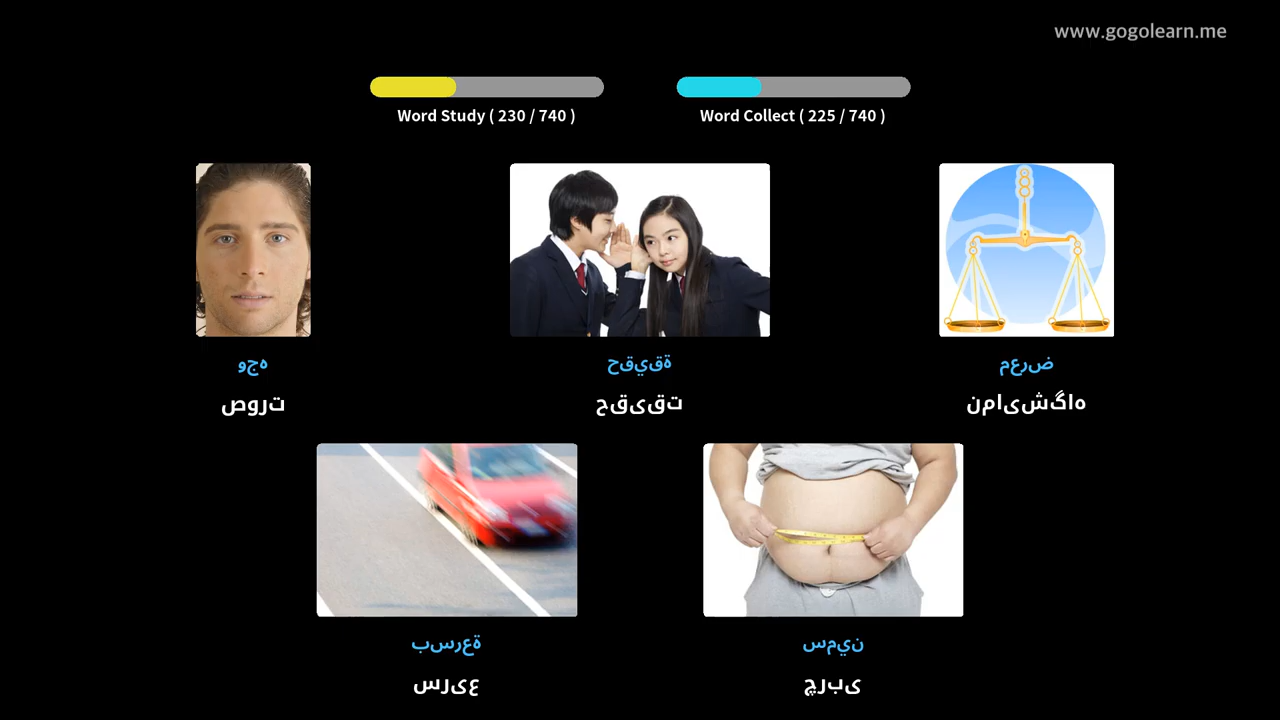 www.gogolearn.me
Word Study ( 230 / 740 )
Word Collect ( 225 / 740 )
وجه
صورت
حقيقة
حقیقت
معرض
نمایشگاه
بسرعة
سریع
سمين
چربی